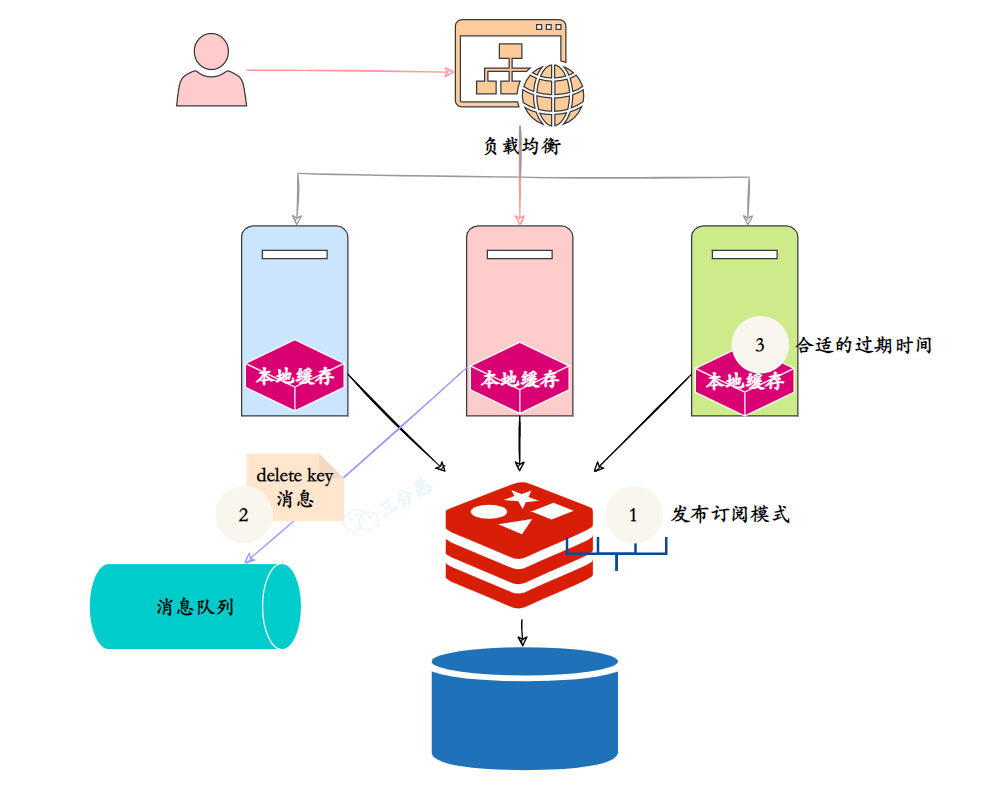 负载均衡
3
合适的过期时间
本地缓存
本地缓存
本地缓存
delete key
消息
2
三分恶
1
发布订阅模式
消息队列